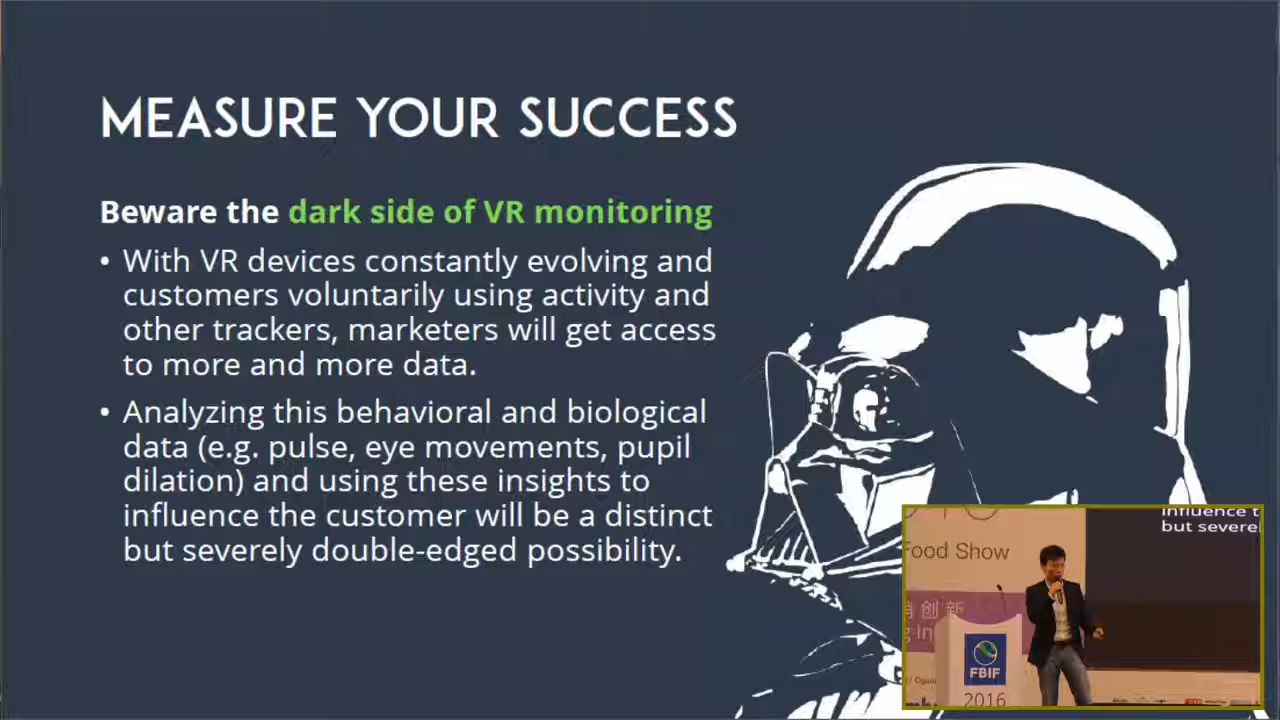 MEASURE YOUR SUCCESS
Beware the dark side of VR monitoring
• With VR devices constantly evolving and
customers voluntarily using activity and
other trackers, marketers will get access
to more and more data.
• Analyzing this behavioral and biological
data (e.g. pulse, eye movements, pupil
dilation) and using these insights to
influence the customer will be a distinct
but severely double-edged possibility.
influence t
but severel
Food Show
创新
FBIF
2016